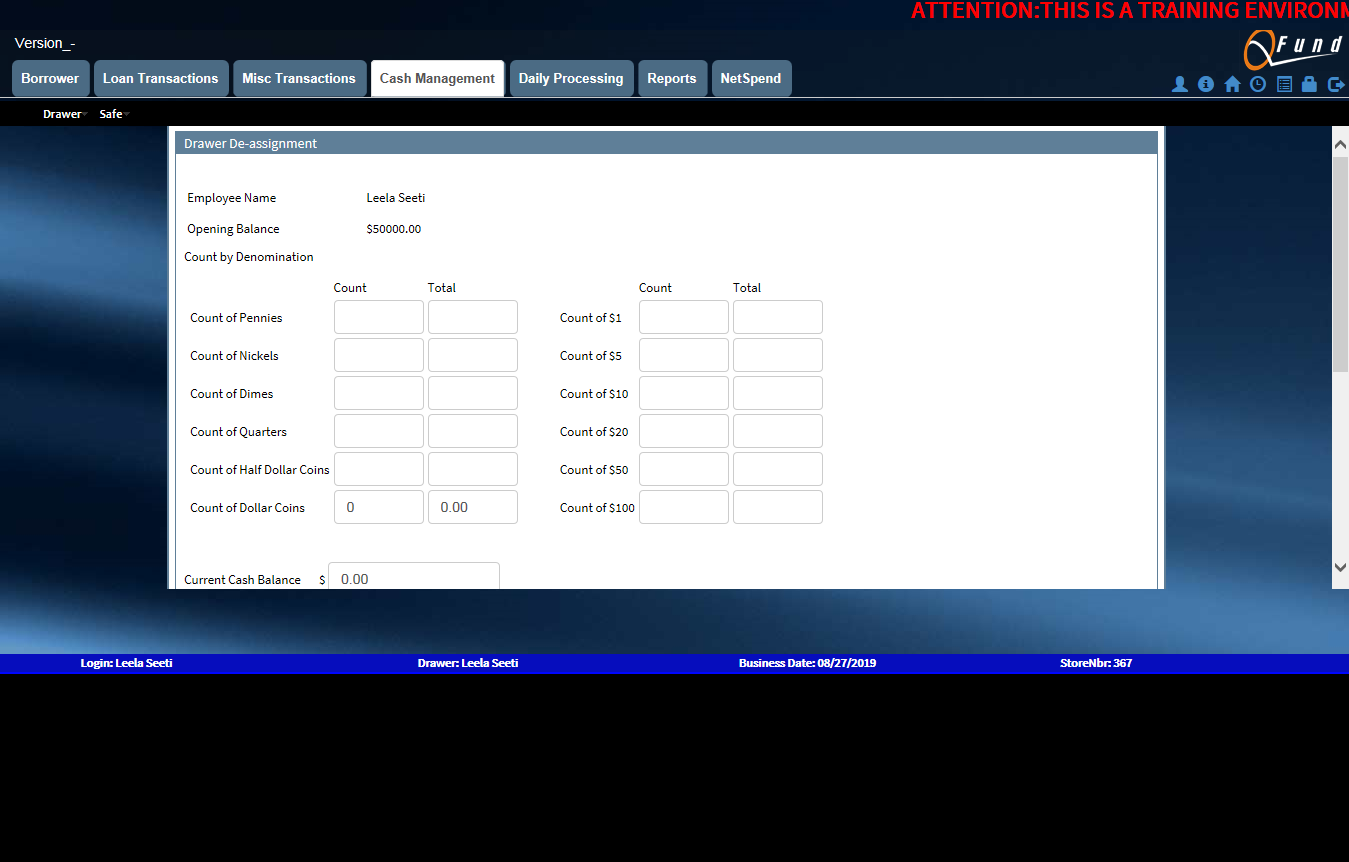 ATTENTION:THIS IS A TRAINING ENVIRONM
Version_-
QFund
Borrower Loan Transactions Misc Transactions Cash Management Daily Processing Reports NetSpend
Drawer Safe
Drawer De-assignment
Employee Name Leela Seeti
Opening Balance $50000.00
Count by Denomination
Count Total Count Total
Count of Pennies Count of $1
Count of Nickels Count of $5
Count of Dimes Count of $10
Count of Quarters Count of $20
Count of Half Dollar Coins Count of $50
Count of Dollar Coins 0 0.00 Count of $100
Current Cash Balance $ 0.00
Login: Leela Seeti Drawer: Leela Seeti Business Date: 08/27/2019 StoreNbr: 367